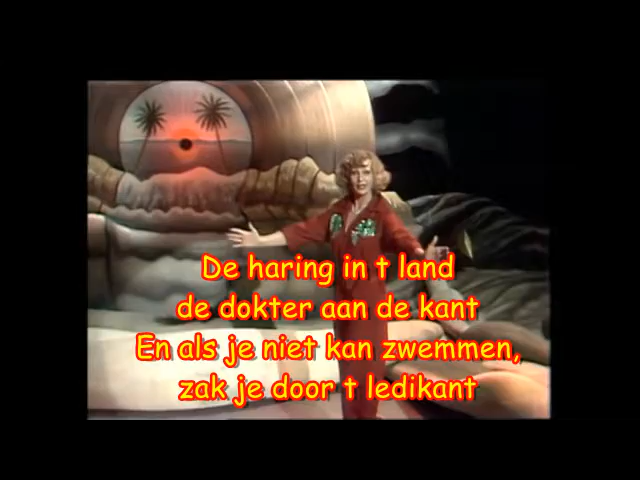 De haring in t land
de dokter aan de kant
En als je niet kan zwemmen,
zak je door t ledikant